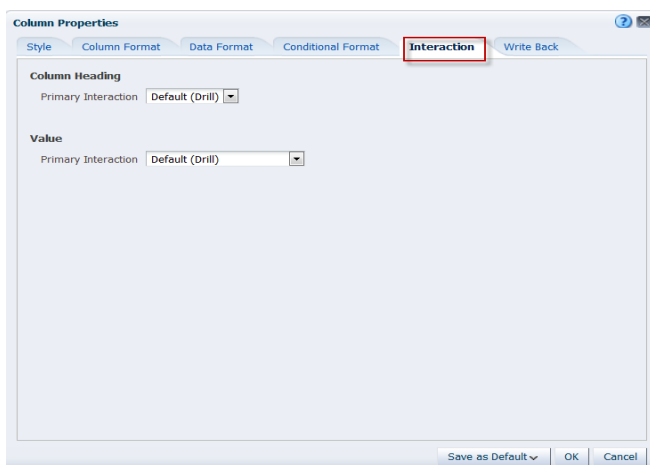 Column Properties
?
Style Column Format Data Format Conditional Format Interaction Write Back
Column Heading
Primary Interaction Default (Drill)
Value
Primary Interaction Default (Drill)
Save as Default OK Cancel